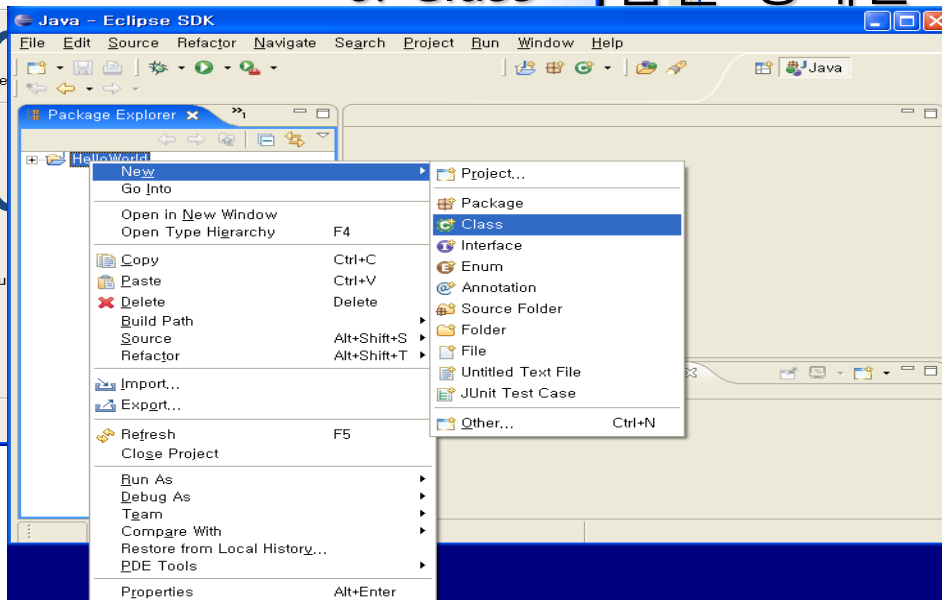 Java - Eclipse SDK
File Edit Source Refactor Navigate Search Project Run Window Help
Java
Package Explorer
HelloWorld
New
Go Into
Open in New Window
Open Type Hierarchy F4
Copy Ctrl+C
Paste Ctrl+V
Delete Delete
Build Path
Source Alt+Shift+S
Refactor Alt+Shift+T
Import...
Export...
Refresh F5
Close Project
Run As
Debug As
Team
Compare With
Restore from Local History...
PDE Tools
Properties Alt+Enter
Project...
Package
Class
Interface
Enum
Annotation
Source Folder
Folder
File
Untitled Text File
JUnit Test Case
Other... Ctrl+N